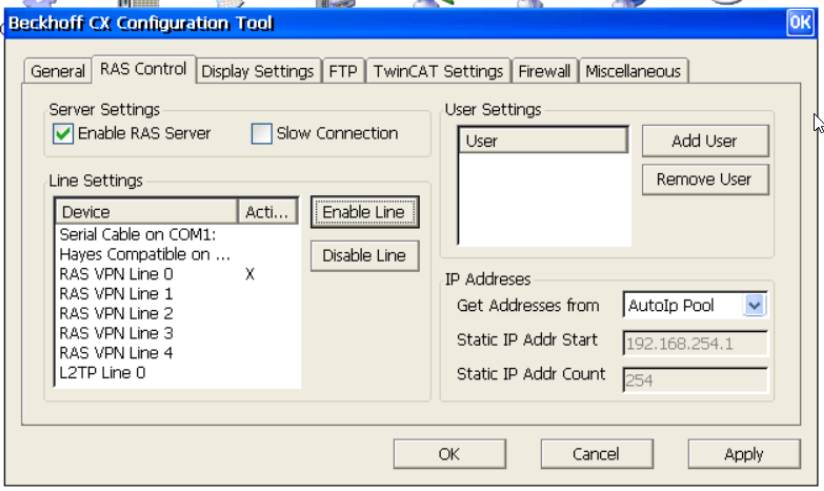 Beckhoff CX Configuration Tool
OK
General RAS Control Display Settings FTP TwinCAT Settings Firewall Miscellaneous
Server Settings
Enable RAS Server Slow Connection
Line Settings
Device Acti...
Serial Cable on COM1:
Hayes Compatible on ...
RAS VPN Line 0 X
RAS VPN Line 1
RAS VPN Line 2
RAS VPN Line 3
RAS VPN Line 4
L2TP Line 0
Enable Line
Disable Line
User Settings
User
Add User
Remove User
IP Addreses
Get Addresses from AutoIp Pool
Static IP Addr Start 192.168.254.1
Static IP Addr Count 254
OK Cancel Apply